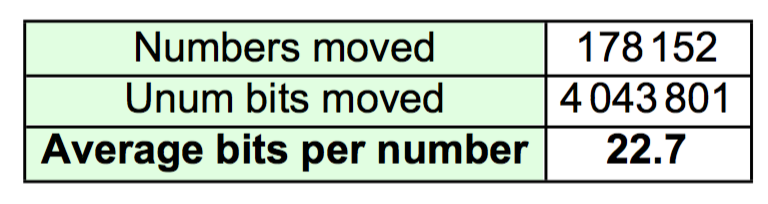 Numbers moved 178 152
Unum bits moved 4 043 801
Average bits per number 22.7